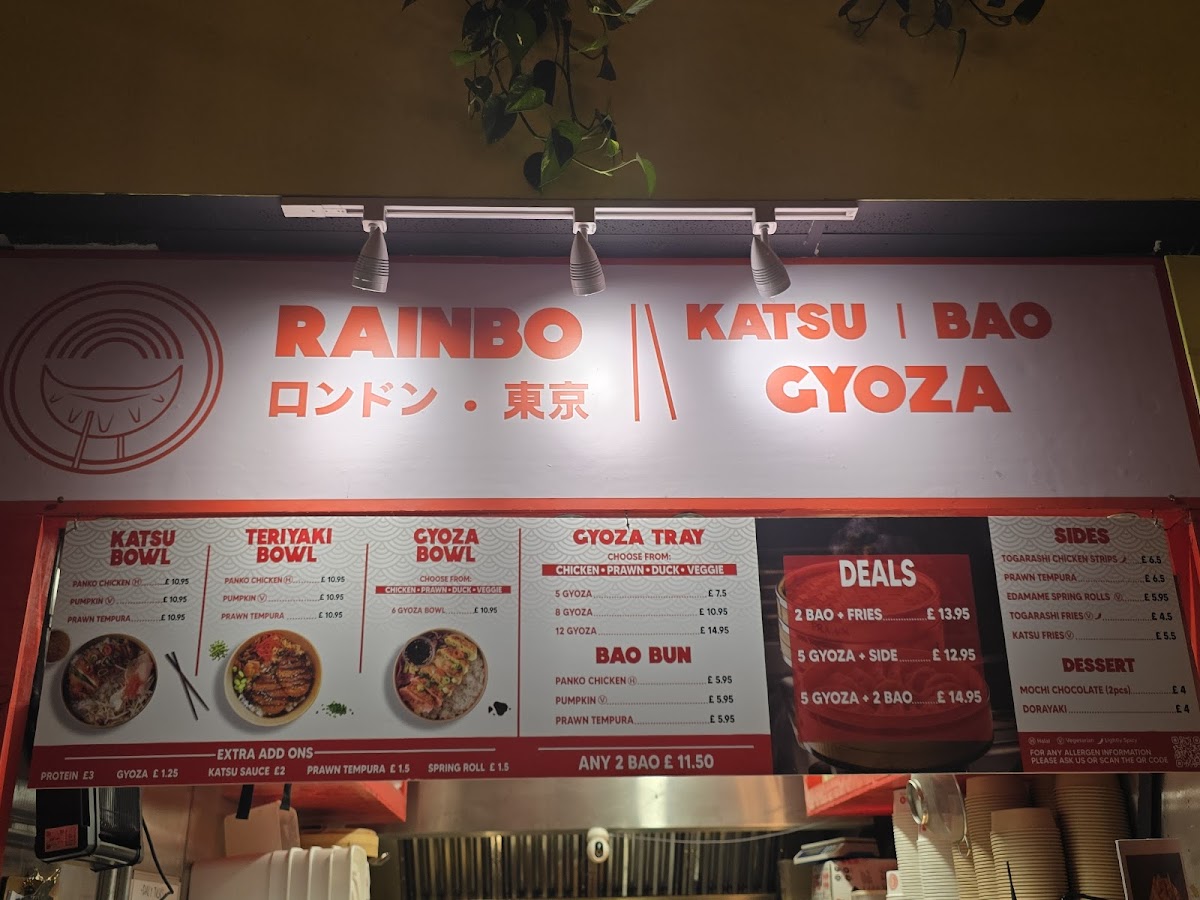 RAINBO
ロンドン・東京
KATSU | BAO
GYOZA
KATSU
BOWL
PANKO CHICKEN Ⓗ £ 10.95
PUMPKIN Ⓥ £ 10.95
PRAWN TEMPURA £ 10.95
TERIYAKI
BOWL
PANKO CHICKEN Ⓗ £ 10.95
PUMPKIN Ⓥ £ 10.95
PRAWN TEMPURA £ 10.95
GYOZA
BOWL
CHOOSE FROM:
CHICKEN • PRAWN • DUCK • VEGGIE
6 GYOZA BOWL £ 10.95
EXTRA ADD ONS
PROTEIN £3 GYOZA £ 1.25 KATSU SAUCE £2 PRAWN TEMPURA £ 1.5 SPRING ROLL £ 1.5
GYOZA TRAY
CHOOSE FROM:
CHICKEN • PRAWN • DUCK • VEGGIE
5 GYOZA £ 7.5
8 GYOZA £ 10.95
12 GYOZA £ 14.95
BAO BUN
PANKO CHICKEN Ⓗ £ 5.95
PUMPKIN Ⓥ £ 5.95
PRAWN TEMPURA £ 5.95
ANY 2 BAO £ 11.50
DEALS
2 BAO + FRIES £ 13.95
5 GYOZA + SIDE £ 12.95
5 GYOZA + 2 BAO £ 14.95
SIDES
TOGARASHI CHICKEN STRIPS £ 6.5
PRAWN TEMPURA £ 6.5
EDAMAME SPRING ROLLS Ⓥ £ 5.95
TOGARASHI FRIES Ⓥ £ 4.5
KATSU FRIES Ⓥ £ 5.5
DESSERT
MOCHI CHOCOLATE (2pcs) £ 4
DORAYAKI £ 4
Ⓗ Halal Ⓥ Vegetarian Lightly Spicy
FOR ANY ALLERGEN INFORMATION
PLEASE ASK US OR SCAN THE QR CODE